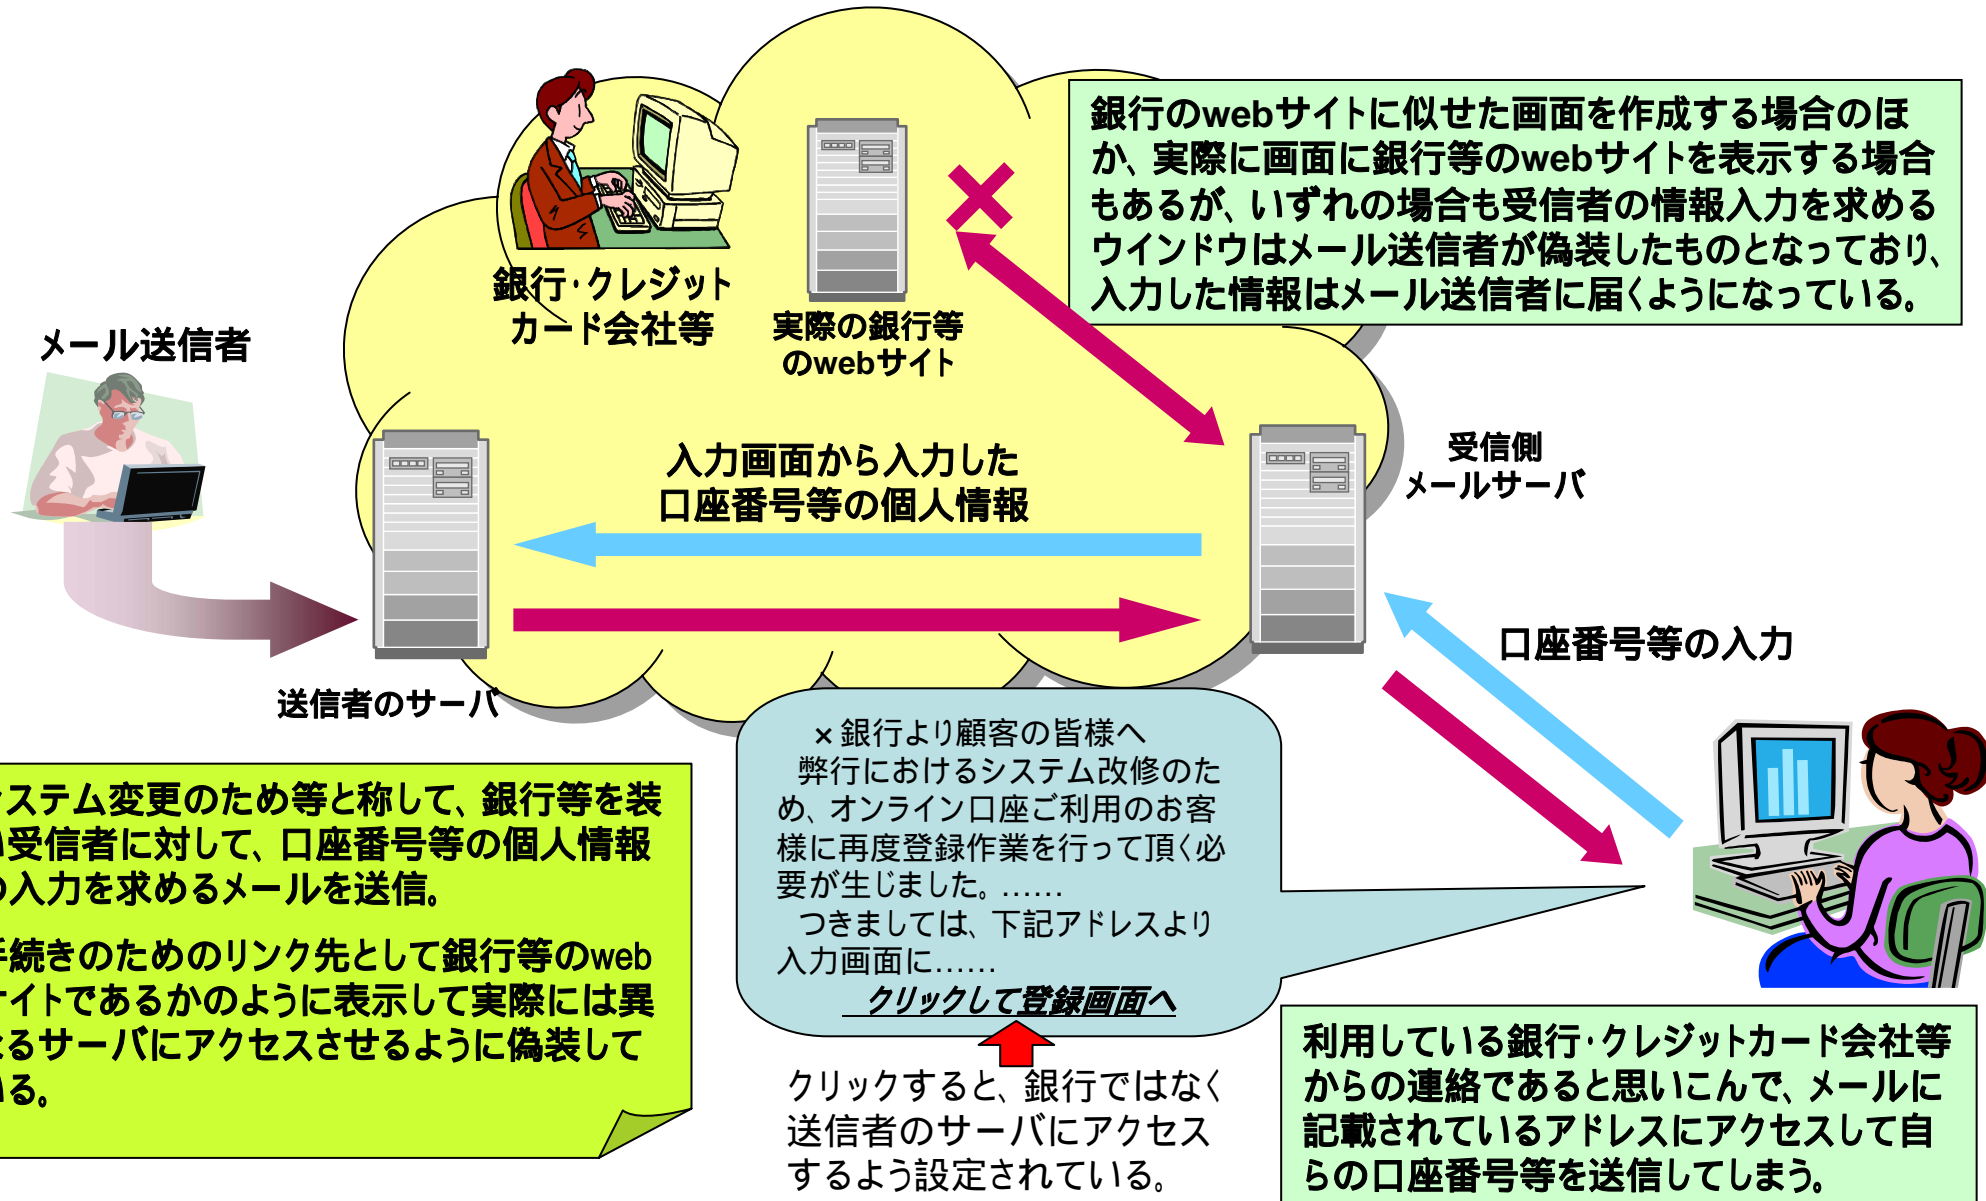 銀行のwebサイトに似せた画面を作成する場合のほ
か、実際に画面に銀行等のwebサイトを表示する場合
もあるが、いずれの場合も受信者の情報入力を求める
ウインドウはメール送信者が偽装したものとなっており、
入力した情報はメール送信者に届くようになっている。
銀行・クレジット
カード会社等
実際の銀行等
のwebサイト
メール送信者
受信側
メールサーバ
入力画面から入力した
口座番号等の個人情報
口座番号等の入力
送信者のサーバ
×銀行より顧客の皆様へ
弊行におけるシステム改修のた
め、オンライン口座ご利用のお客
様に再度登録作業を行って頂く必
要が生じました。……
つきましては、下記アドレスより
入力画面に……
クリックして登録画面へ
ステム変更のため等と称して、銀行等を装
い受信者に対して、口座番号等の個人情報
の入力を求めるメールを送信。
手続きのためのリンク先として銀行等のweb
サイトであるかのように表示して実際には異
なるサーバにアクセスさせるように偽装して
いる。
クリックすると、銀行ではなく
送信者のサーバにアクセス
するよう設定されている。
利用している銀行・クレジットカード会社等
からの連絡であると思いこんで、メールに
記載されているアドレスにアクセスして自
らの口座番号等を送信してしまう。